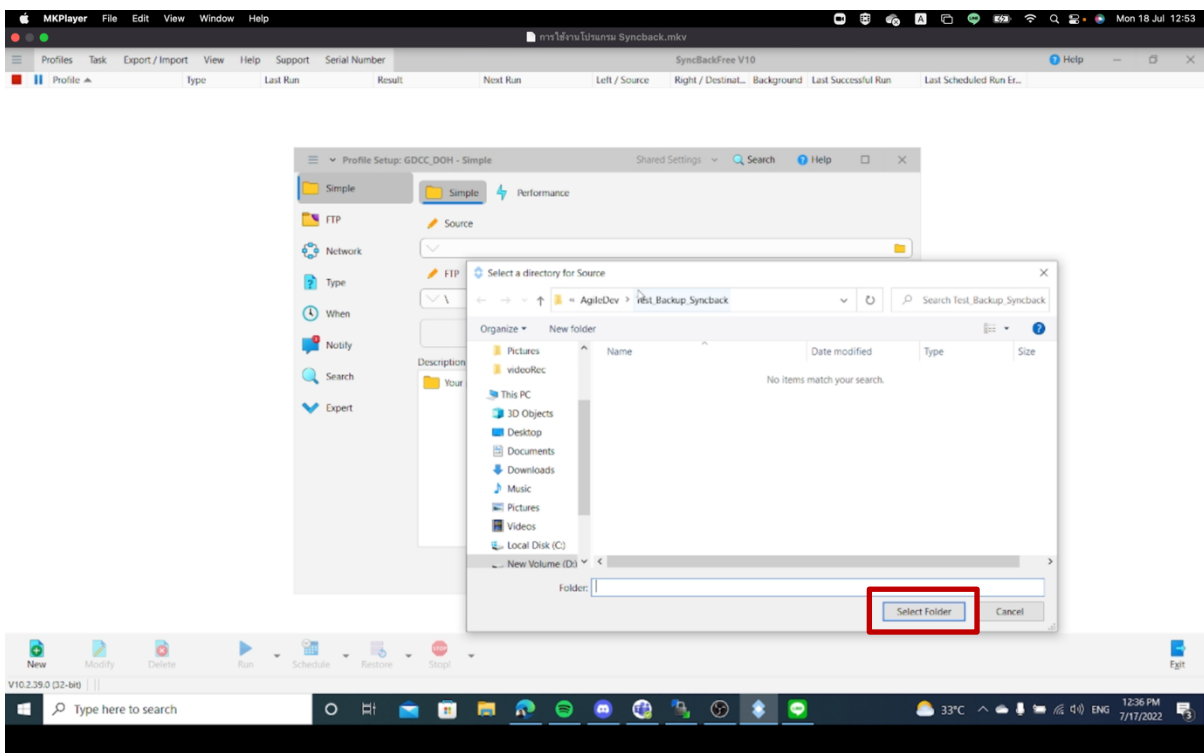 MKPlayer File Edit View Window Help
A Mon 18 Jul 12:53
การใช้งานโปรแกรม Syncback.mkv
Profiles Task Export / Import View Help Support Serial Number SyncBackFree V10 Help
Profile Type Last Run Result Next Run Left / Source Right / Destinat... Background Last Successful Run Last Scheduled Run Er...
Profile Setup: GDCC_DOH - Simple Shared Settings Search Help
Simple
Simple Performance
FTP
Source
Network
FTP
Type
\
When
Notify
Description
Search
Your
Expert
Select a directory for Source
« AgileDev > Test_Backup_Syncback Search Test_Backup_Syncback
Organize New folder
Name Date modified Type Size
No items match your search.
Pictures
videoRec
This PC
3D Objects
Desktop
Documents
Downloads
Music
Pictures
Videos
Local Disk (C:)
New Volume (D:)
Folder:
Select Folder Cancel
New Modify Delete Run Schedule Restore Stop! Exit
V10.2.39.0 (32-bit)
Type here to search 33°C ENG 12:36 PM
7/17/2022 3